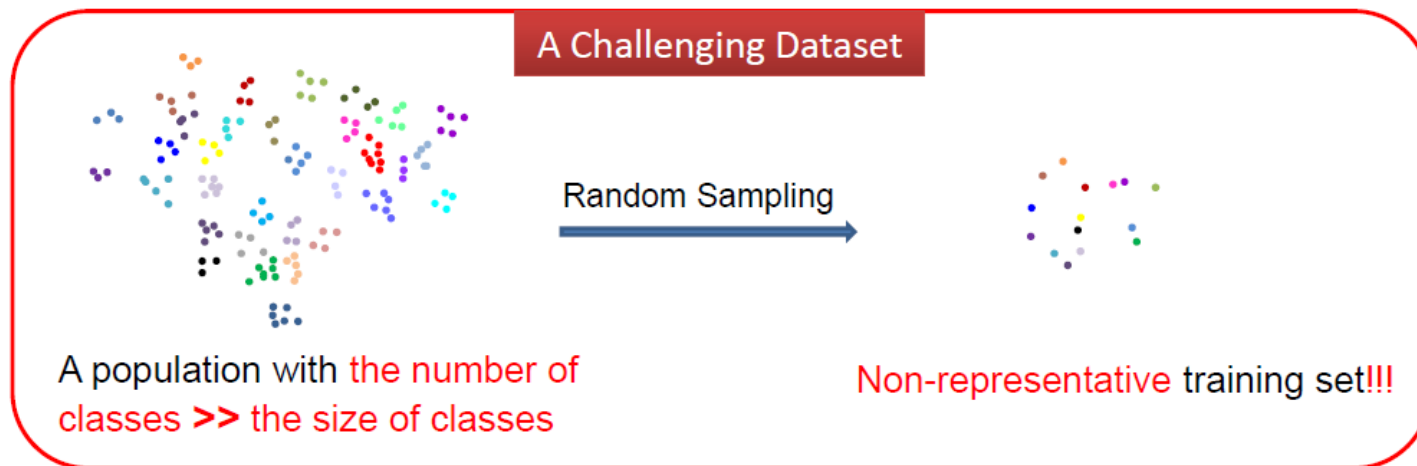 A Challenging Dataset
Random Sampling
A population with the number of
classes >> the size of classes
Non-representative training set!!!